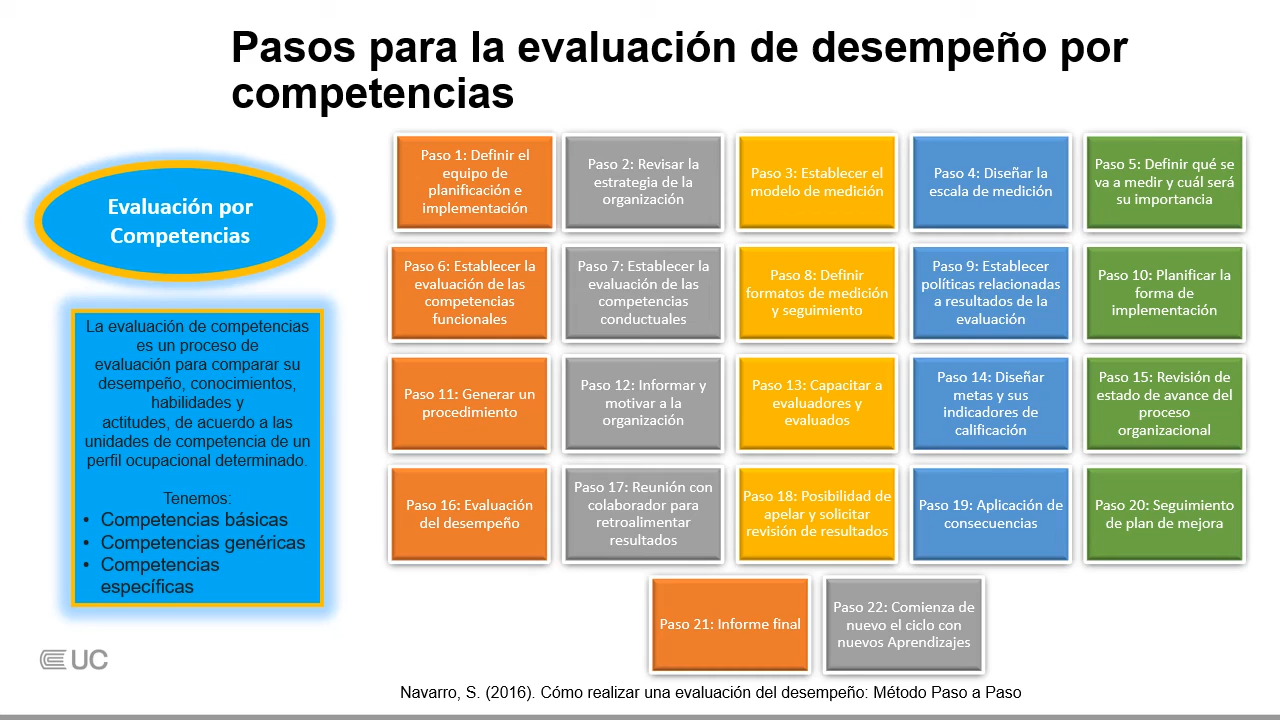 Pasos para la evaluación de desempeño por
competencias
Evaluación por
Competencias
La evaluación de competencias
es un proceso de
evaluación para comparar su
desempeño, conocimientos,
habilidades y
actitudes, de acuerdo a las
unidades de competencia de un
perfil ocupacional determinado.
Tenemos:
• Competencias básicas
• Competencias genéricas
• Competencias
específicas
Paso 1: Definir el
equipo de
planificación e
implementación
Paso 2: Revisar la
estrategia de la
organización
Paso 3: Establecer el
modelo de medición
Paso 4: Diseñar la
escala de medición
Paso 5: Definir qué se
va a medir y cuál será
su importancia
Paso 6: Establecer la
evaluación de las
competencias
funcionales
Paso 7: Establecer la
evaluación de las
competencias
conductuales
Paso 8: Definir
formatos de medición
y seguimiento
Paso 9: Establecer
políticas relacionadas
a resultados de la
evaluación
Paso 10: Planificar la
forma de
implementación
Paso 11: Generar un
procedimiento
Paso 12: Informar y
motivar a la
organización
Paso 13: Capacitar a
evaluadores y
evaluados
Paso 14: Diseñar
metas y sus
indicadores de
calificación
Paso 15: Revisión de
estado de avance del
proceso
organizacional
Paso 16: Evaluación
del desempeño
Paso 17: Reunión con
colaborador para
retroalimentar
resultados
Paso 18: Posibilidad de
apelar y solicitar
revisión de resultados
Paso 19: Aplicación de
consecuencias
Paso 20: Seguimiento
de plan de mejora
Paso 21: Informe final
Paso 22: Comienza de
nuevo el ciclo con
nuevos Aprendizajes
UC
Navarro, S. (2016). Cómo realizar una evaluación del desempeño: Método Paso a Paso